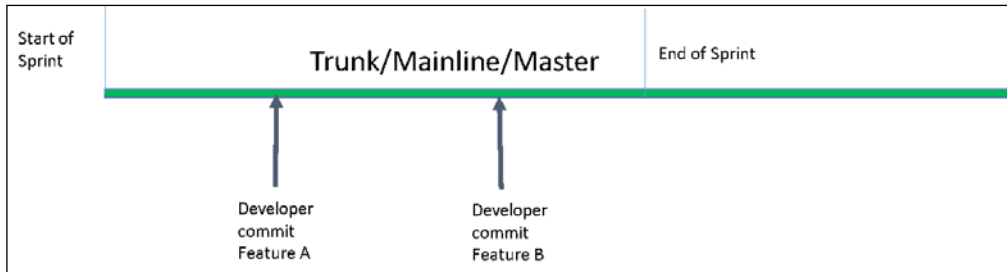 Start of
Sprint
Trunk/Mainline/Master
End of Sprint
Developer
commit
Feature A
Developer
commit
Feature B